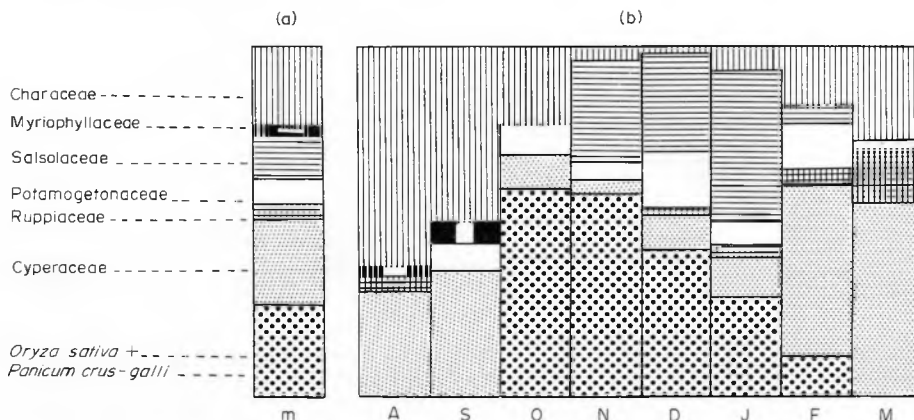 (a) (b)
Characeae
Myriophyllaceae
Salsolaceae
Potamogetonaceae
Ruppiaceae
Cyperaceae
Oryza sativa +
Panicum crus-galli
m A S O N D J F M